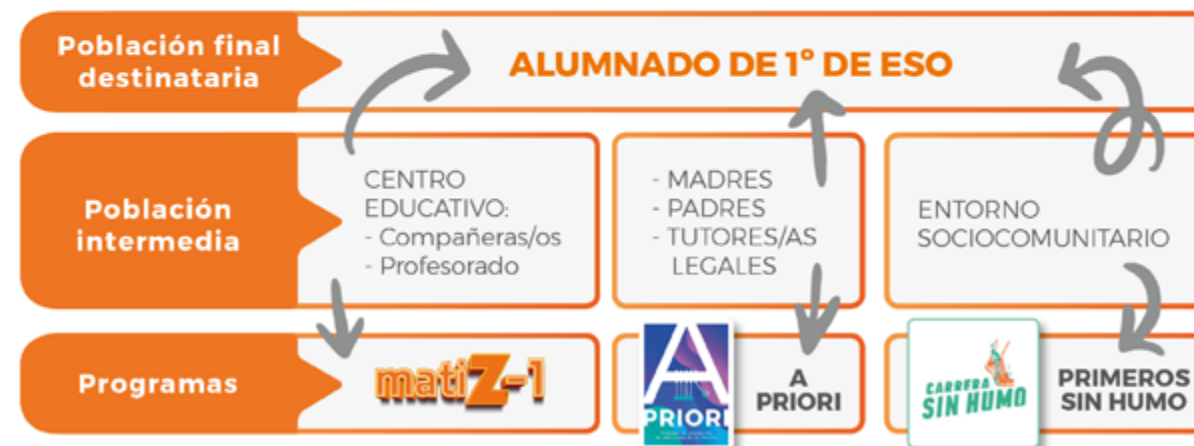 Población final
destinataria
ALUMNADO DE 1º DE ESO
Población
intermedia
CENTRO
EDUCATIVO:
- Compañeras/os
- Profesorado
- MADRES
- PADRES
- TUTORES/AS
LEGALES
ENTORNO
SOCIOCOMUNITARIO
Programas
matiZ-1
A
PRIORI
A
PRIORI
CARRERA
SIN HUMO
PRIMEROS
SIN HUMO